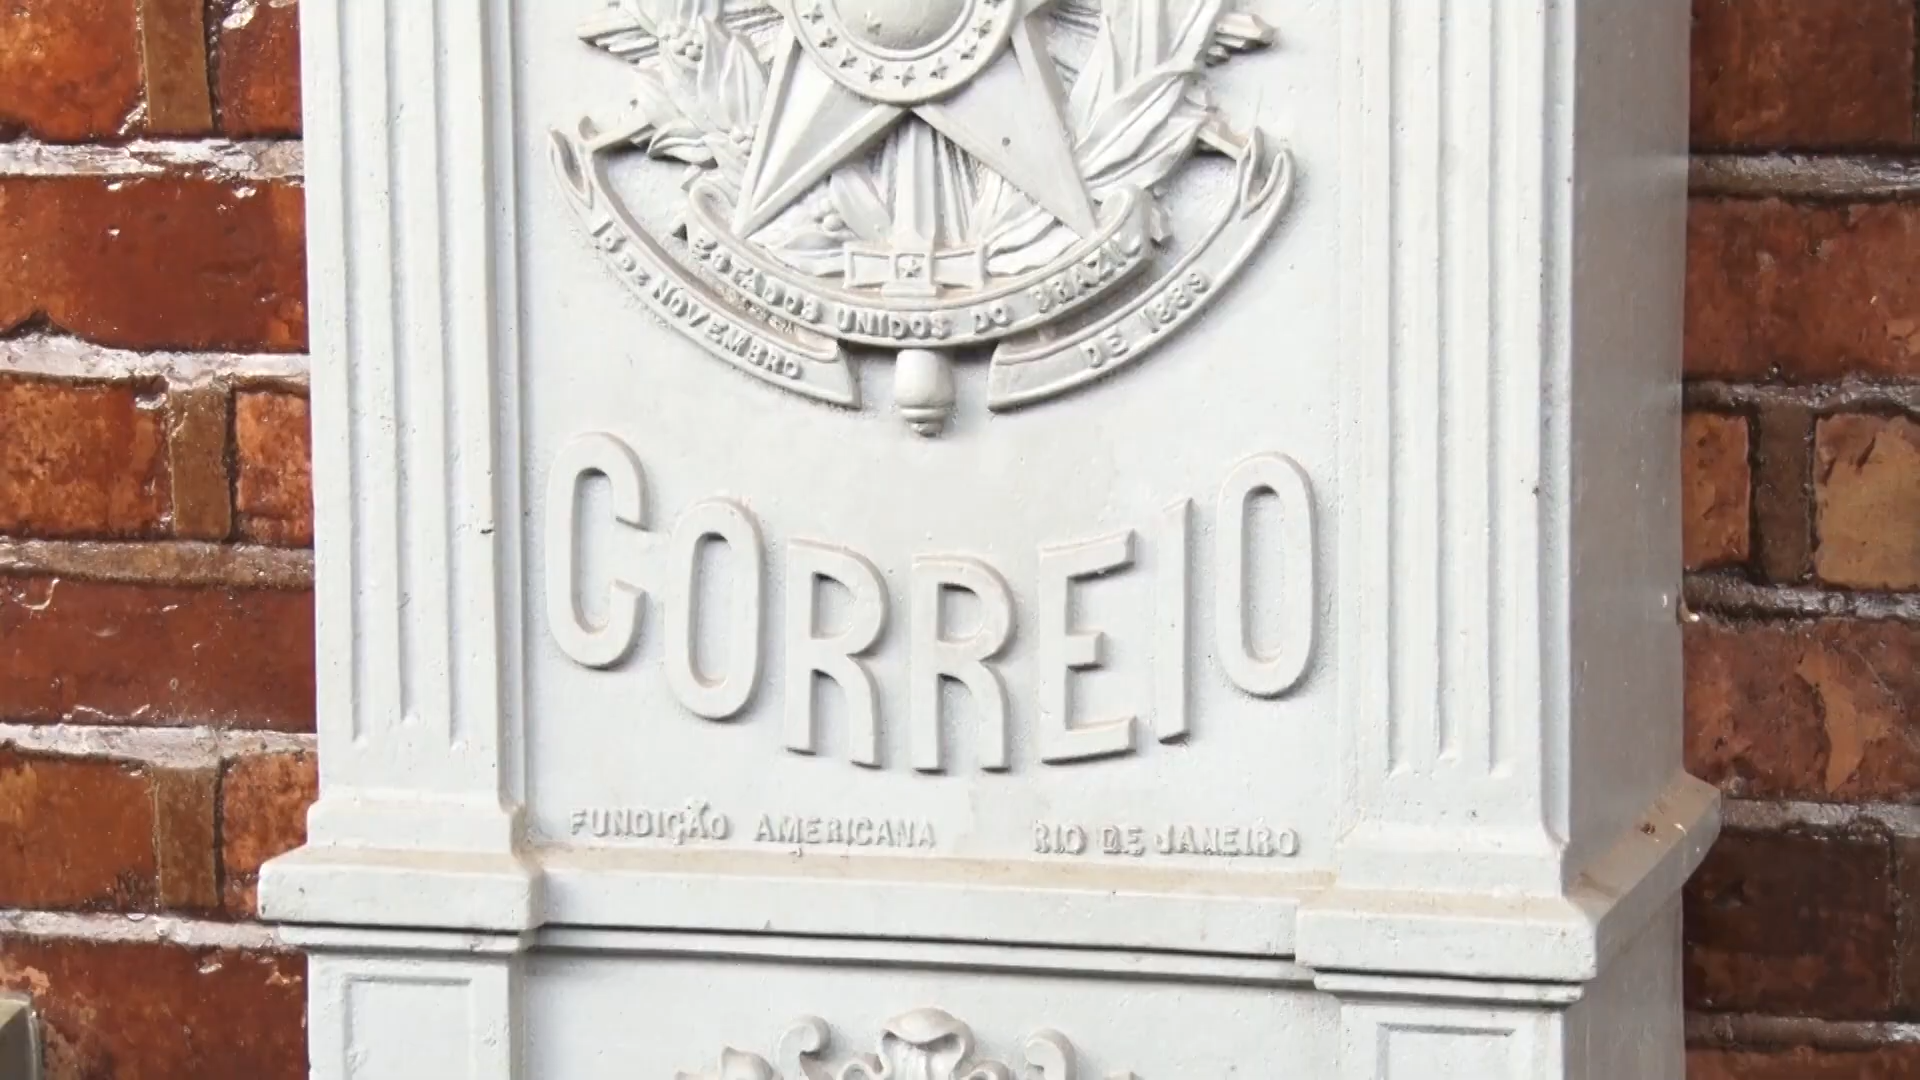 ESTADOS UNIDOS DO BRAZIL
15 DE NOVEMBRO DE 1889
CORREIO
FUNDIÇÃO AMERICANA RIO DE JANEIRO